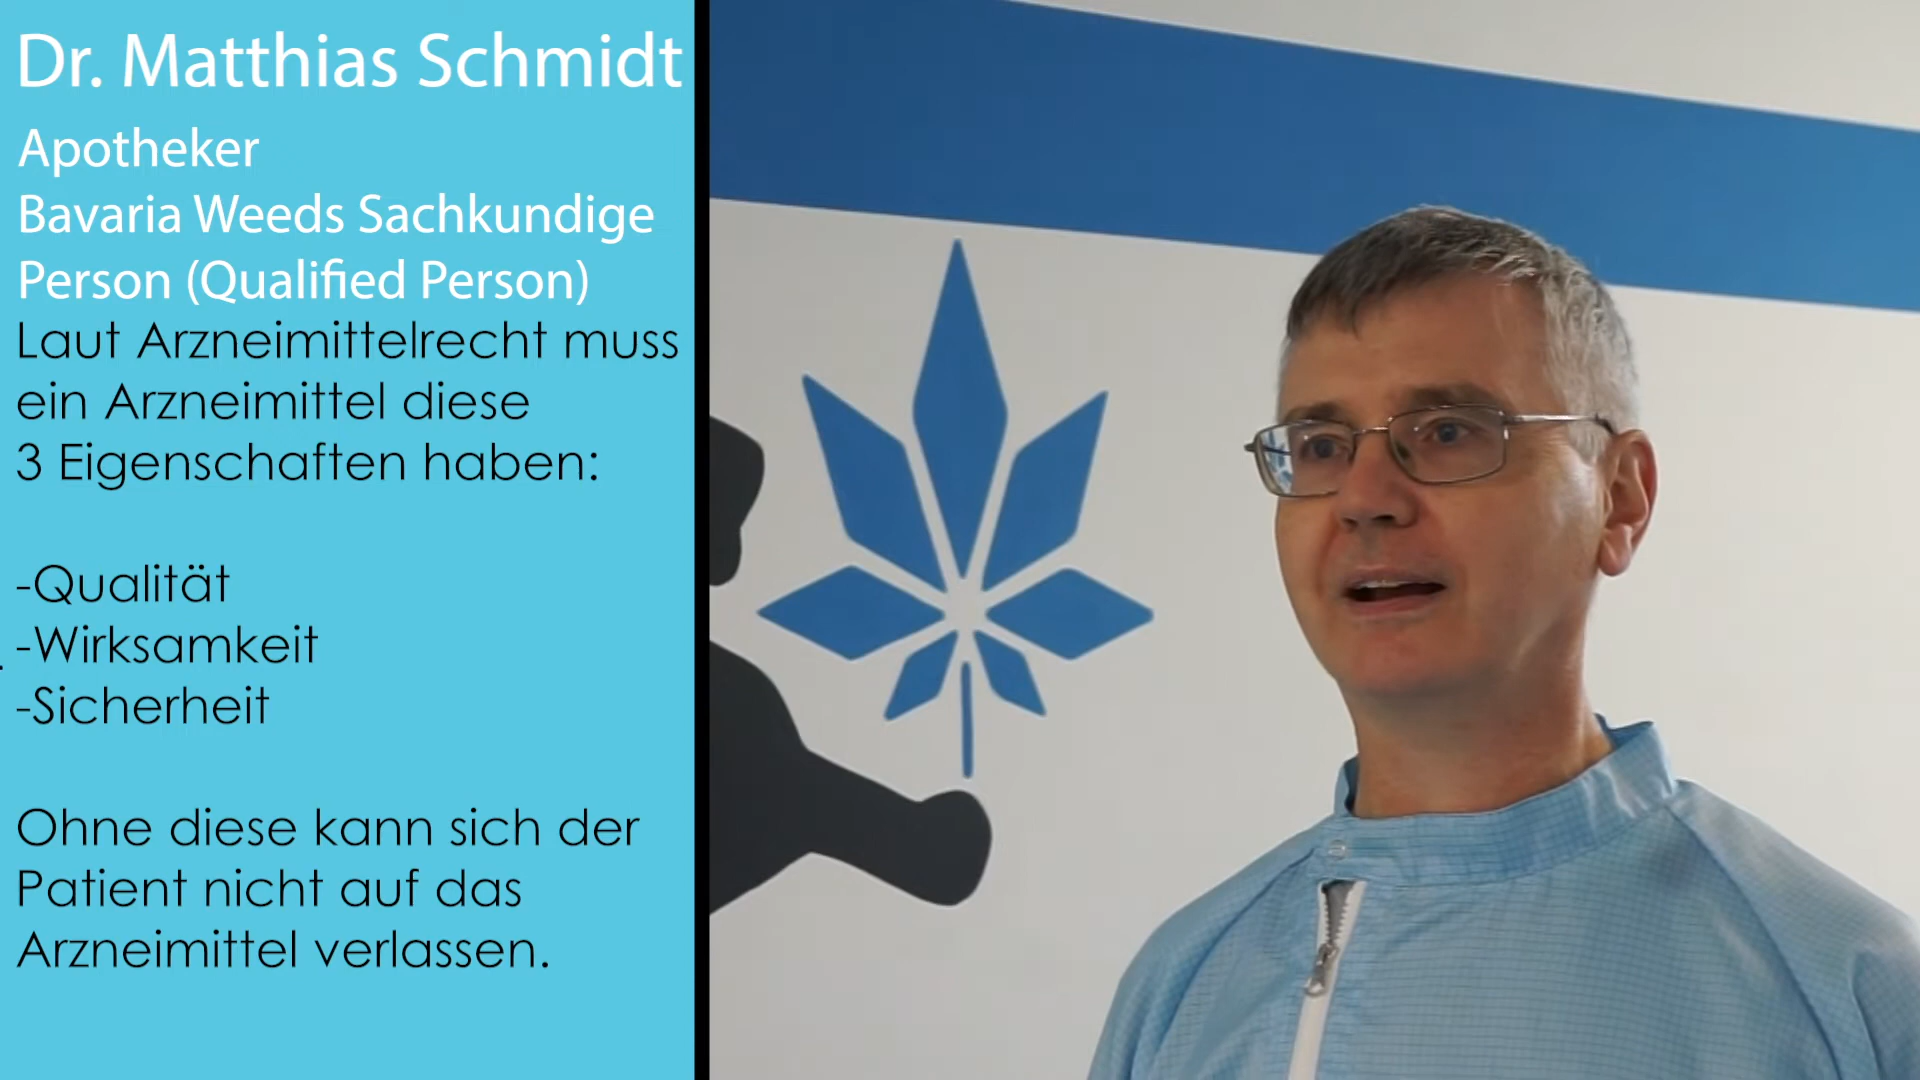 Dr. Matthias Schmidt
Apotheker
Bavaria Weeds Sachkundige
Person (Qualified Person)
Laut Arzneimittelrecht muss
ein Arzneimittel diese
3 Eigenschaften haben:
-Qualität
-Wirksamkeit
-Sicherheit
Ohne diese kann sich der
Patient nicht auf das
Arzneimittel verlassen.